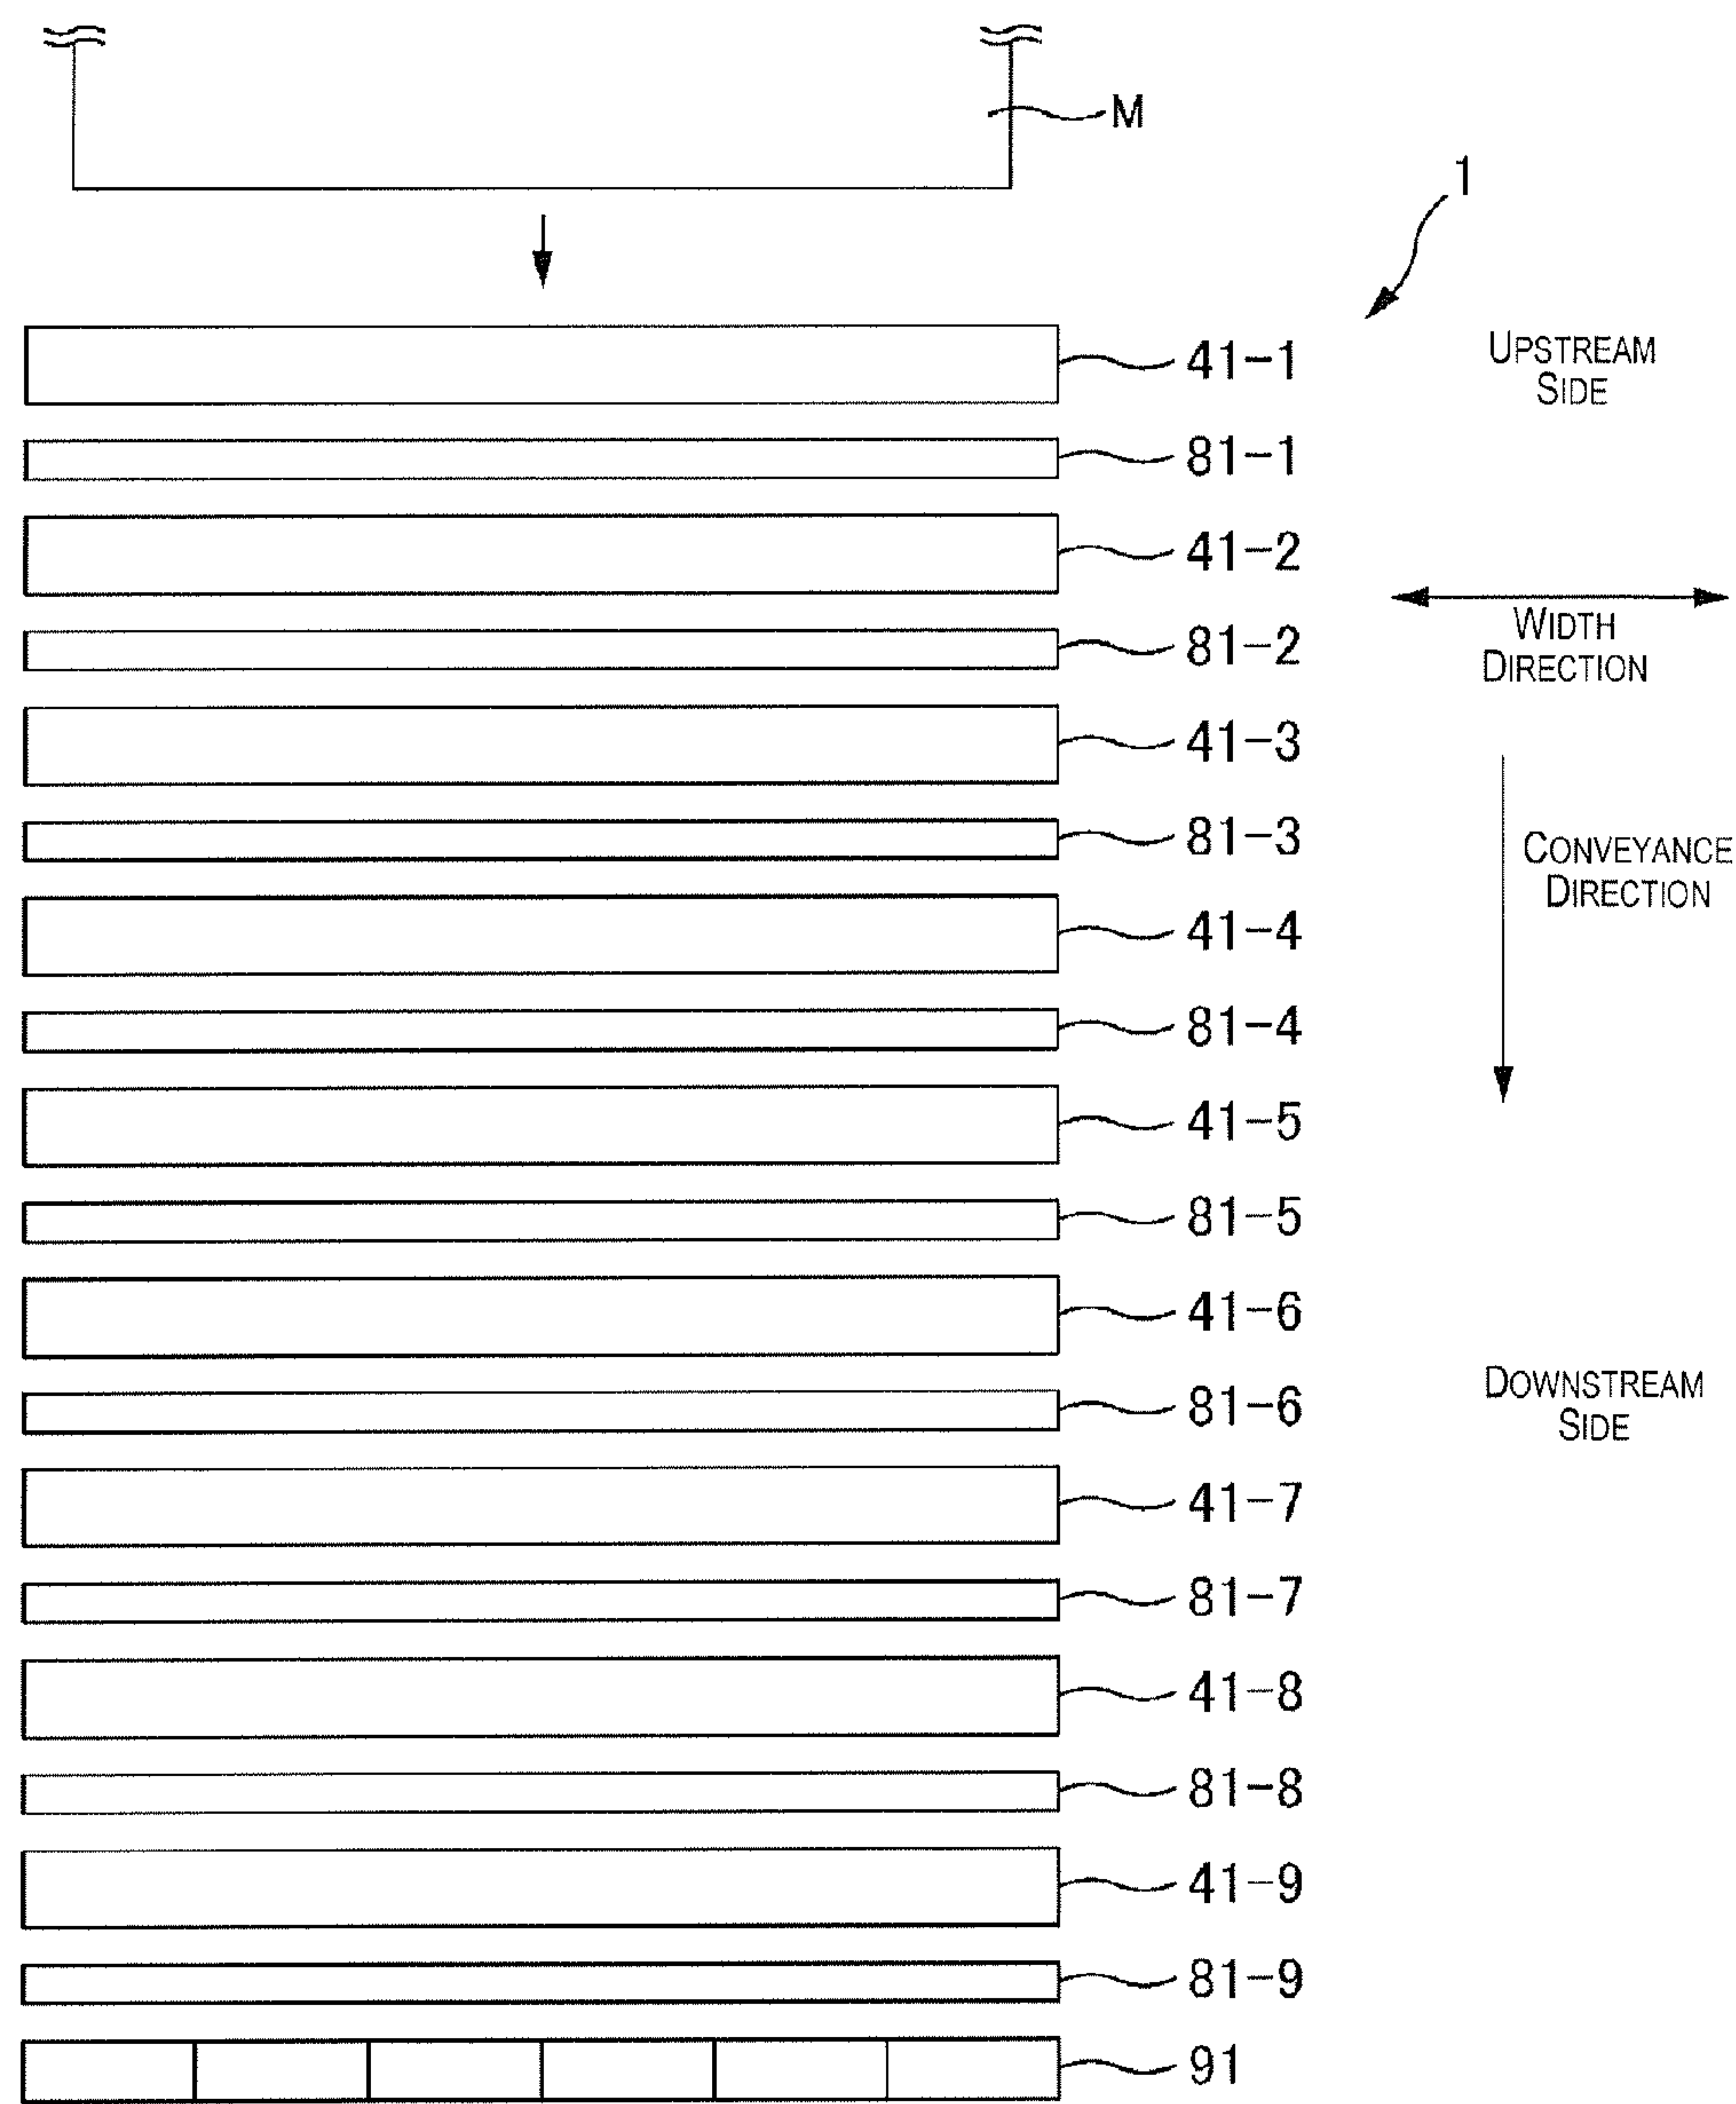 M
1
41-1
UPSTREAM
SIDE
81-1
41-2
WIDTH
DIRECTION
81-2
41-3
81-3
CONVEYANCE
DIRECTION
41-4
81-4
41-5
81-5
41-6
81-6
DOWNSTREAM
SIDE
41-7
81-7
41-8
81-8
41-9
81-9
91